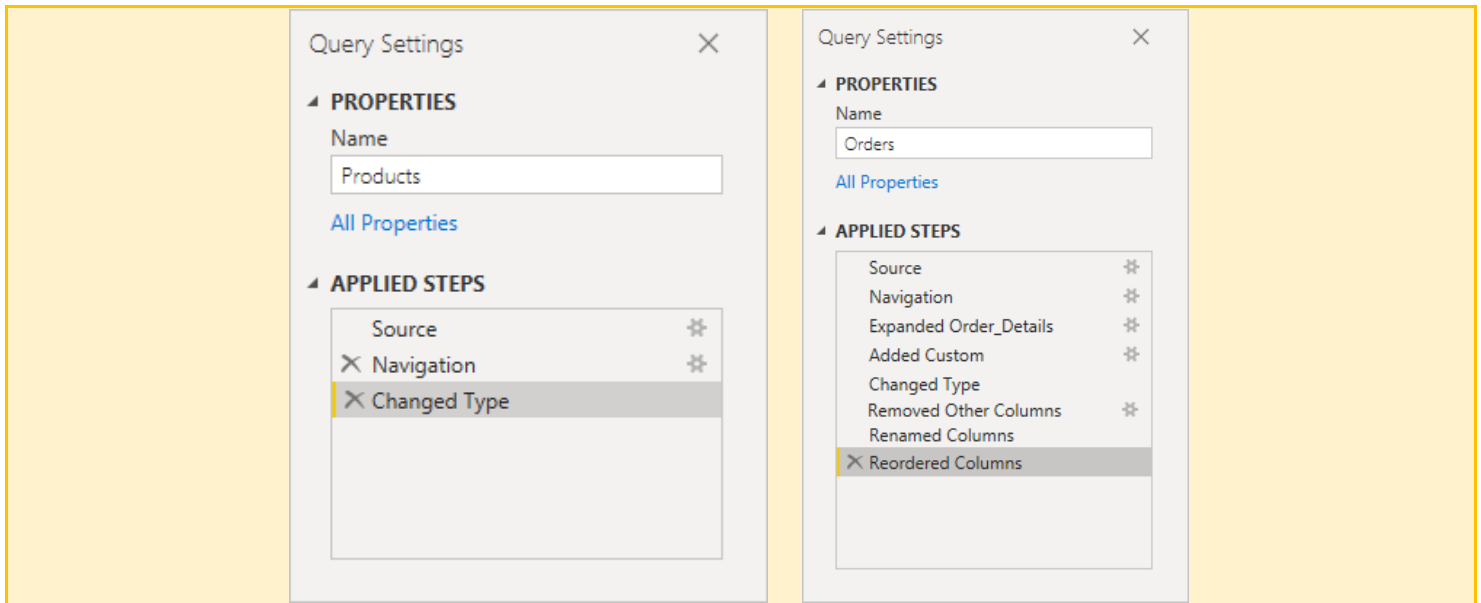 Query Settings
PROPERTIES
Name
Products
All Properties
APPLIED STEPS
Source
Navigation
Changed Type
Query Settings
PROPERTIES
Name
Orders
All Properties
APPLIED STEPS
Source
Navigation
Expanded Order_Details
Added Custom
Changed Type
Removed Other Columns
Renamed Columns
Reordered Columns